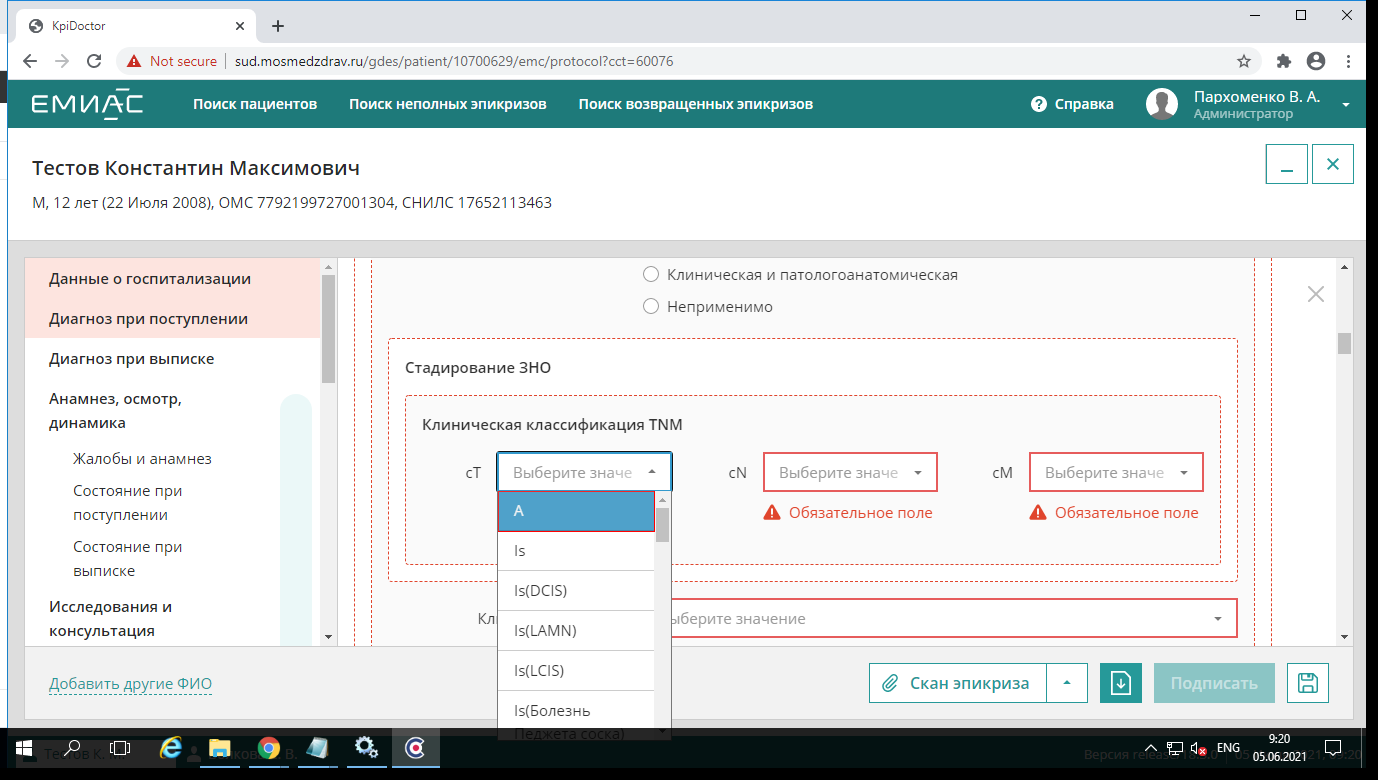 KpiDoctor
Not secure
sud.mosmedzdrav.ru/gdes/patient/10700629/emc/protocol?cct=60076
ЕМИАС
Поиск пациентов
Поиск неполных эпикризов
Поиск возвращенных эпикризов
Справка
Пархоменко В. А.
Администратор
Тестов Константин Максимович
М, 12 лет (22 Июля 2008), ОМС 7792199727001304, СНИЛС 17652113463
Данные о госпитализации
Диагноз при поступлении
Диагноз при выписке
Анамнез, осмотр,
динамика
Жалобы и анамнез
Состояние при
поступлении
Состояние при
выписке
Исследования и
консультация
Клиническая и патологоанатомическая
Неприменимо
Стадирование ЗНО
Клиническая классификация TNM
cT
Выберите значе
cN
Выберите значе
cM
Выберите значе
Обязательное поле
Обязательное поле
A
Is
Is(DCIS)
Is(LAMN)
Is(LCIS)
Is(Болезнь
Педжета соска)
Кл
ыберите значение
Добавить другие ФИО
Скан эпикриза
Подписать
Тестов К. М.
Версия release
ENG
9:20
05.06.2021